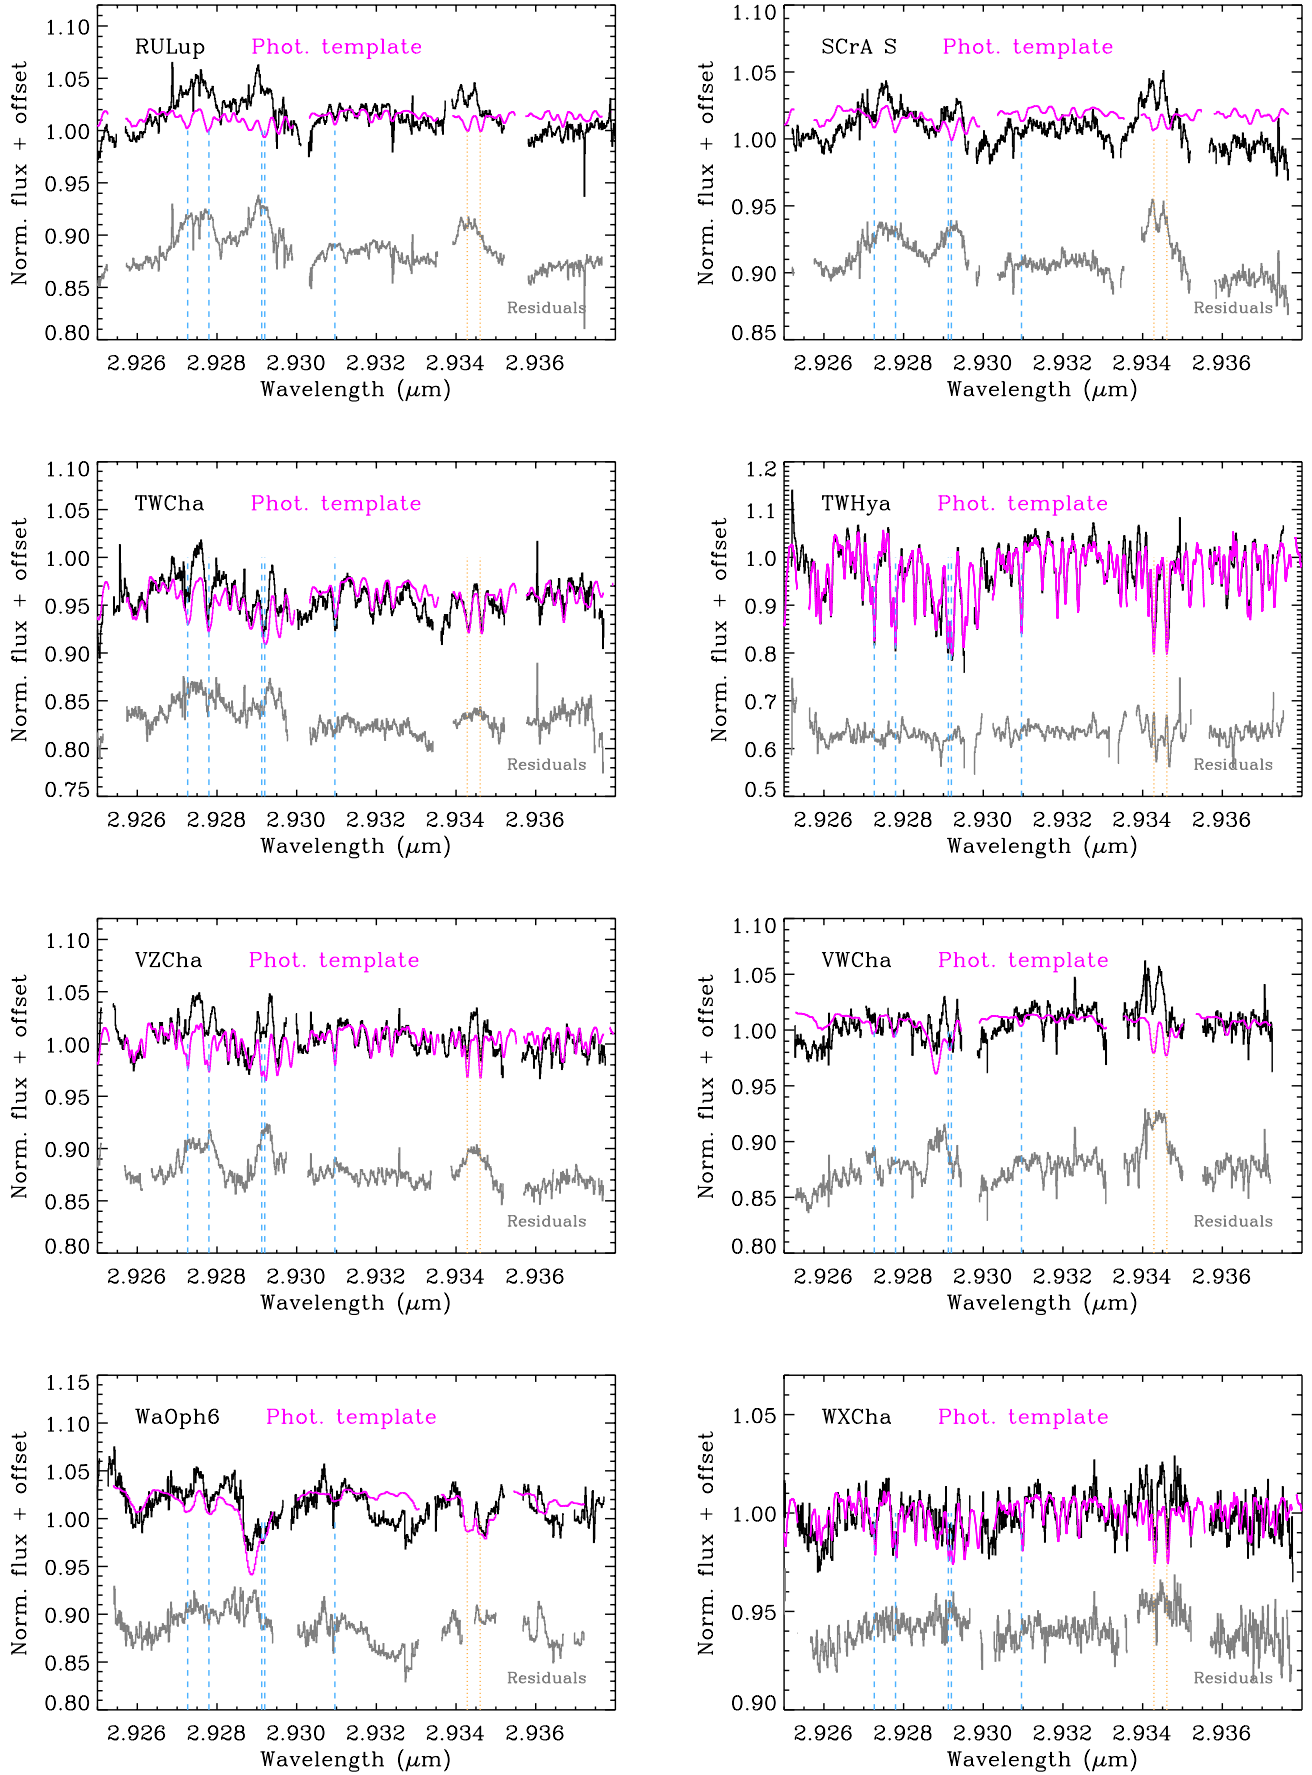 RULup Phot. template
Norm. flux + offset
1.10
1.05
1.00
0.95
0.90
0.85
0.80
Residuals
2.926 2.928 2.930 2.932 2.934 2.936
Wavelength (μm)
SCrA S Phot. template
Norm. flux + offset
1.10
1.05
1.00
0.95
0.90
0.85
Residuals
2.926 2.928 2.930 2.932 2.934 2.936
Wavelength (μm)
TWCha Phot. template
Norm. flux + offset
1.10
1.05
1.00
0.95
0.90
0.85
0.80
0.75
Residuals
2.926 2.928 2.930 2.932 2.934 2.936
Wavelength (μm)
TWHya Phot. template
Norm. flux + offset
1.2
1.1
1.0
0.9
0.8
0.7
0.6
0.5
Residuals
2.926 2.928 2.930 2.932 2.934 2.936
Wavelength (μm)
VZCha Phot. template
Norm. flux + offset
1.10
1.05
1.00
0.95
0.90
0.85
0.80
Residuals
2.926 2.928 2.930 2.932 2.934 2.936
Wavelength (μm)
VWCha Phot. template
Norm. flux + offset
1.10
1.05
1.00
0.95
0.90
0.85
0.80
Residuals
2.926 2.928 2.930 2.932 2.934 2.936
Wavelength (μm)
WaOph6 Phot. template
Norm. flux + offset
1.15
1.10
1.05
1.00
0.95
0.90
0.85
0.80
Residuals
2.926 2.928 2.930 2.932 2.934 2.936
Wavelength (μm)
WXCha Phot. template
Norm. flux + offset
1.05
1.00
0.95
0.90
Residuals
2.926 2.928 2.930 2.932 2.934 2.936
Wavelength (μm)